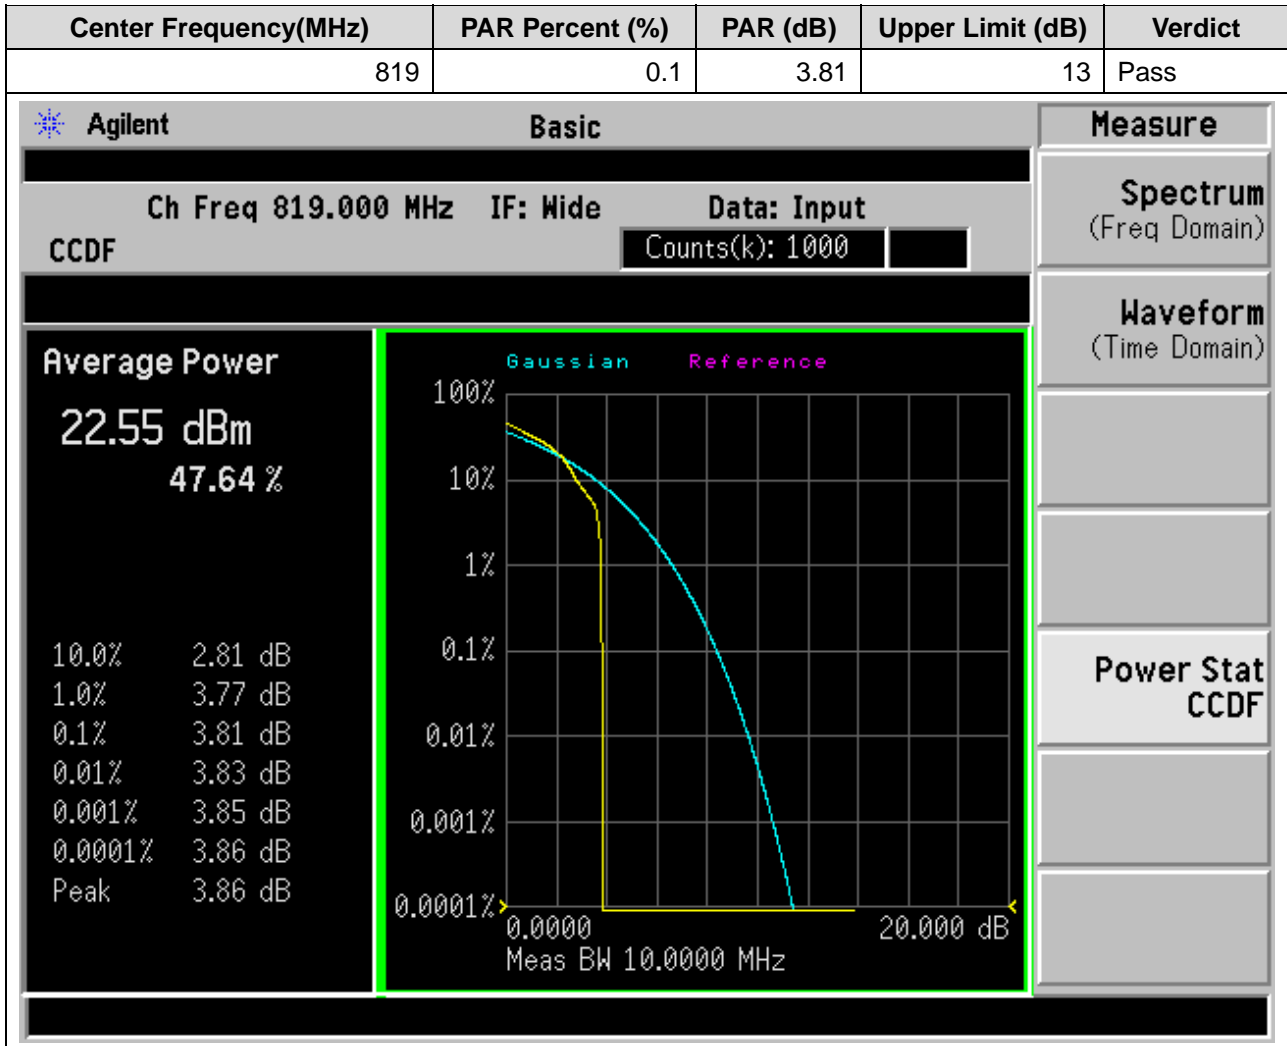 Center Frequency(MHz) PAR Percent (%) PAR (dB) Upper Limit (dB) Verdict
819 0.1 3.81 13 Pass
Agilent Basic Measure
Ch Freq 819.000 MHz IF: Wide Data: Input
CCDF Counts(k): 1000
Average Power
22.55 dBm
47.64 %
10.0% 2.81 dB
1.0% 3.77 dB
0.1% 3.81 dB
0.01% 3.83 dB
0.001% 3.85 dB
0.0001% 3.86 dB
Peak 3.86 dB
Gaussian Reference
100%
10%
1%
0.1%
0.01%
0.001%
0.0001%
0.0000 20.000 dB
Meas BW 10.0000 MHz
Spectrum
(Freq Domain)
Waveform
(Time Domain)
Power Stat
CCDF